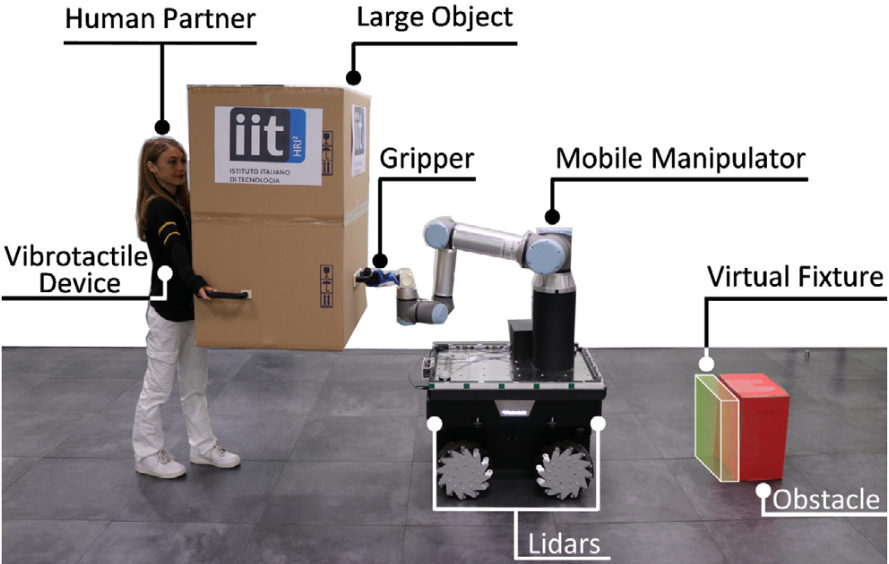 Human Partner
Large Object
iit
HRI²
ISTITUTO ITALIANO
DI TECNOLOGIA
Gripper
Mobile Manipulator
Vibrotactile
Device
Virtual Fixture
Obstacle
Lidars